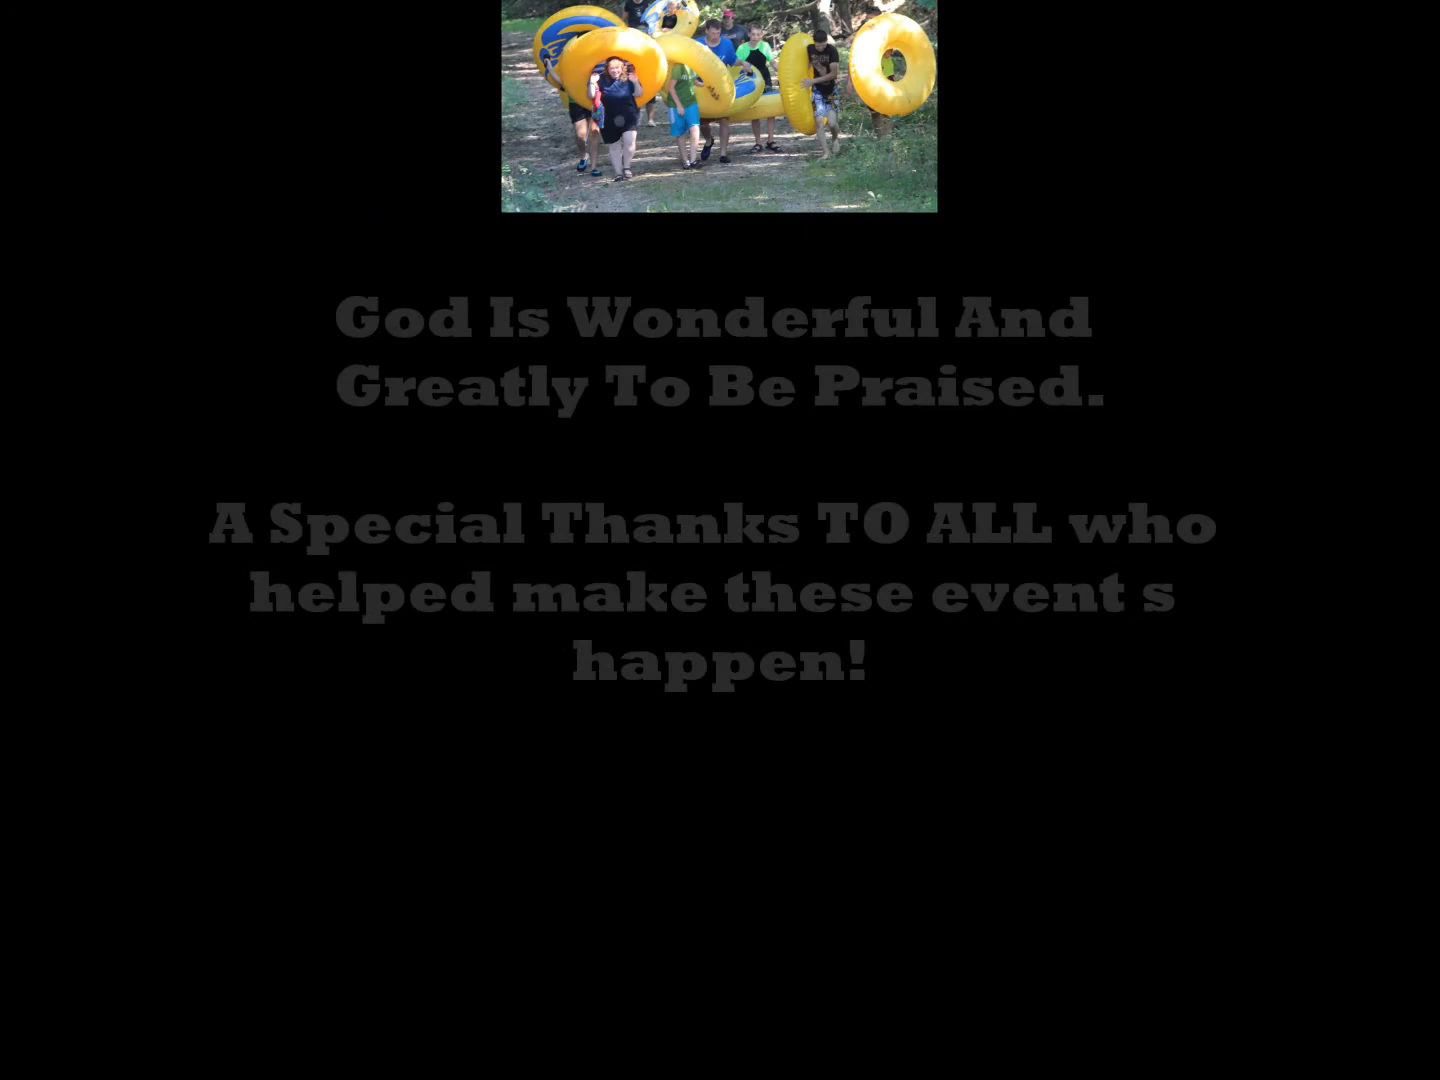 God Is Wonderful And
Greatly To Be Praised.
A Special Thanks TO ALL who
helped make these event s
happen!